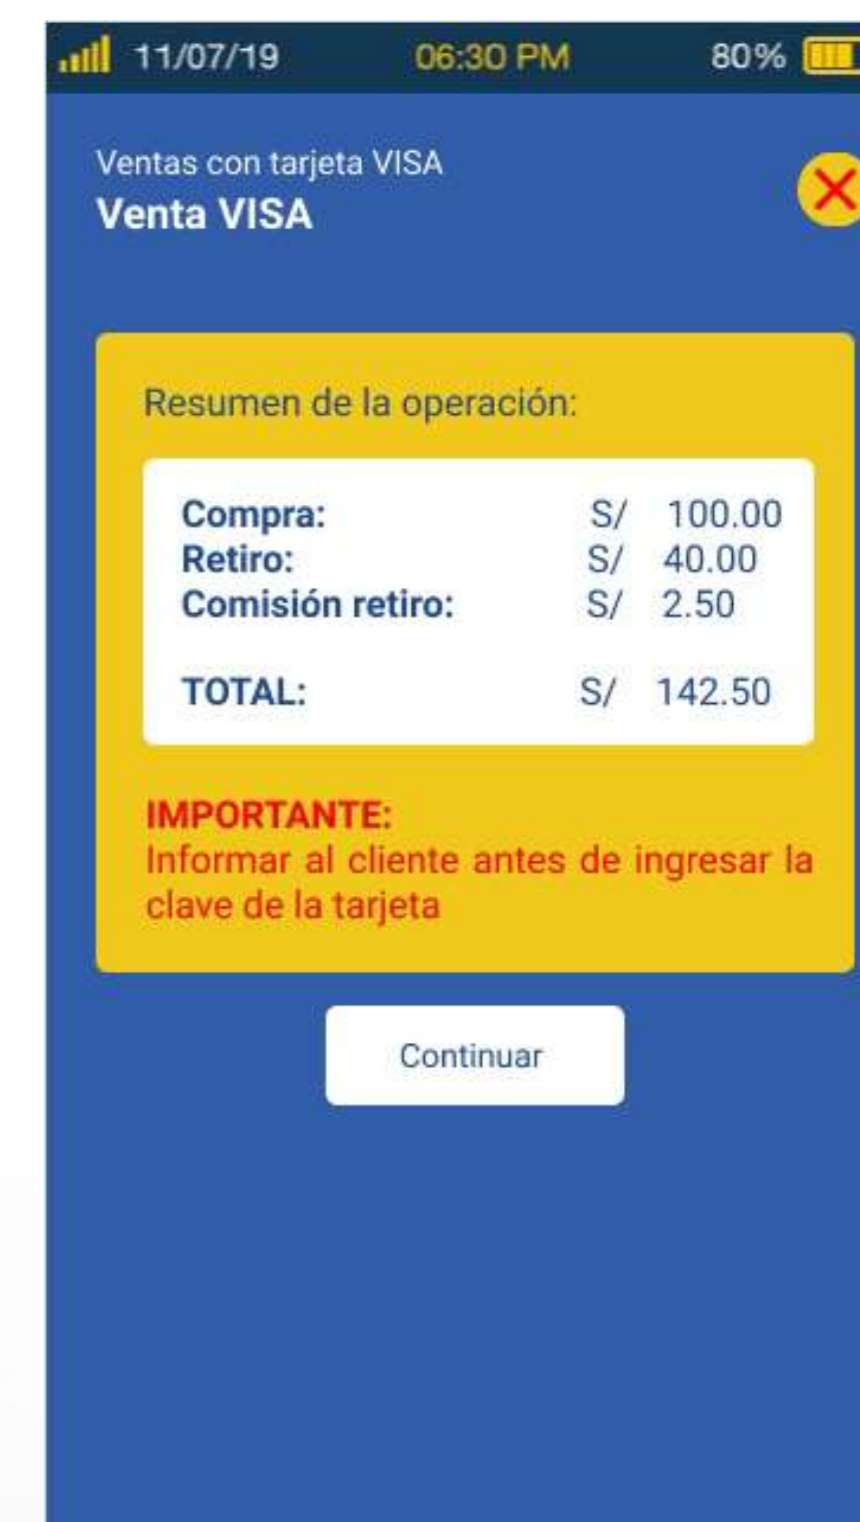 11/07/19 06:30 PM 80%
Ventas con tarjeta VISA
Venta VISA
Resumen de la operación:
Compra: S/ 100.00
Retiro: S/ 40.00
Comisión retiro: S/ 2.50
TOTAL: S/ 142.50
IMPORTANTE:
Informar al cliente antes de ingresar la
clave de la tarjeta
Continuar